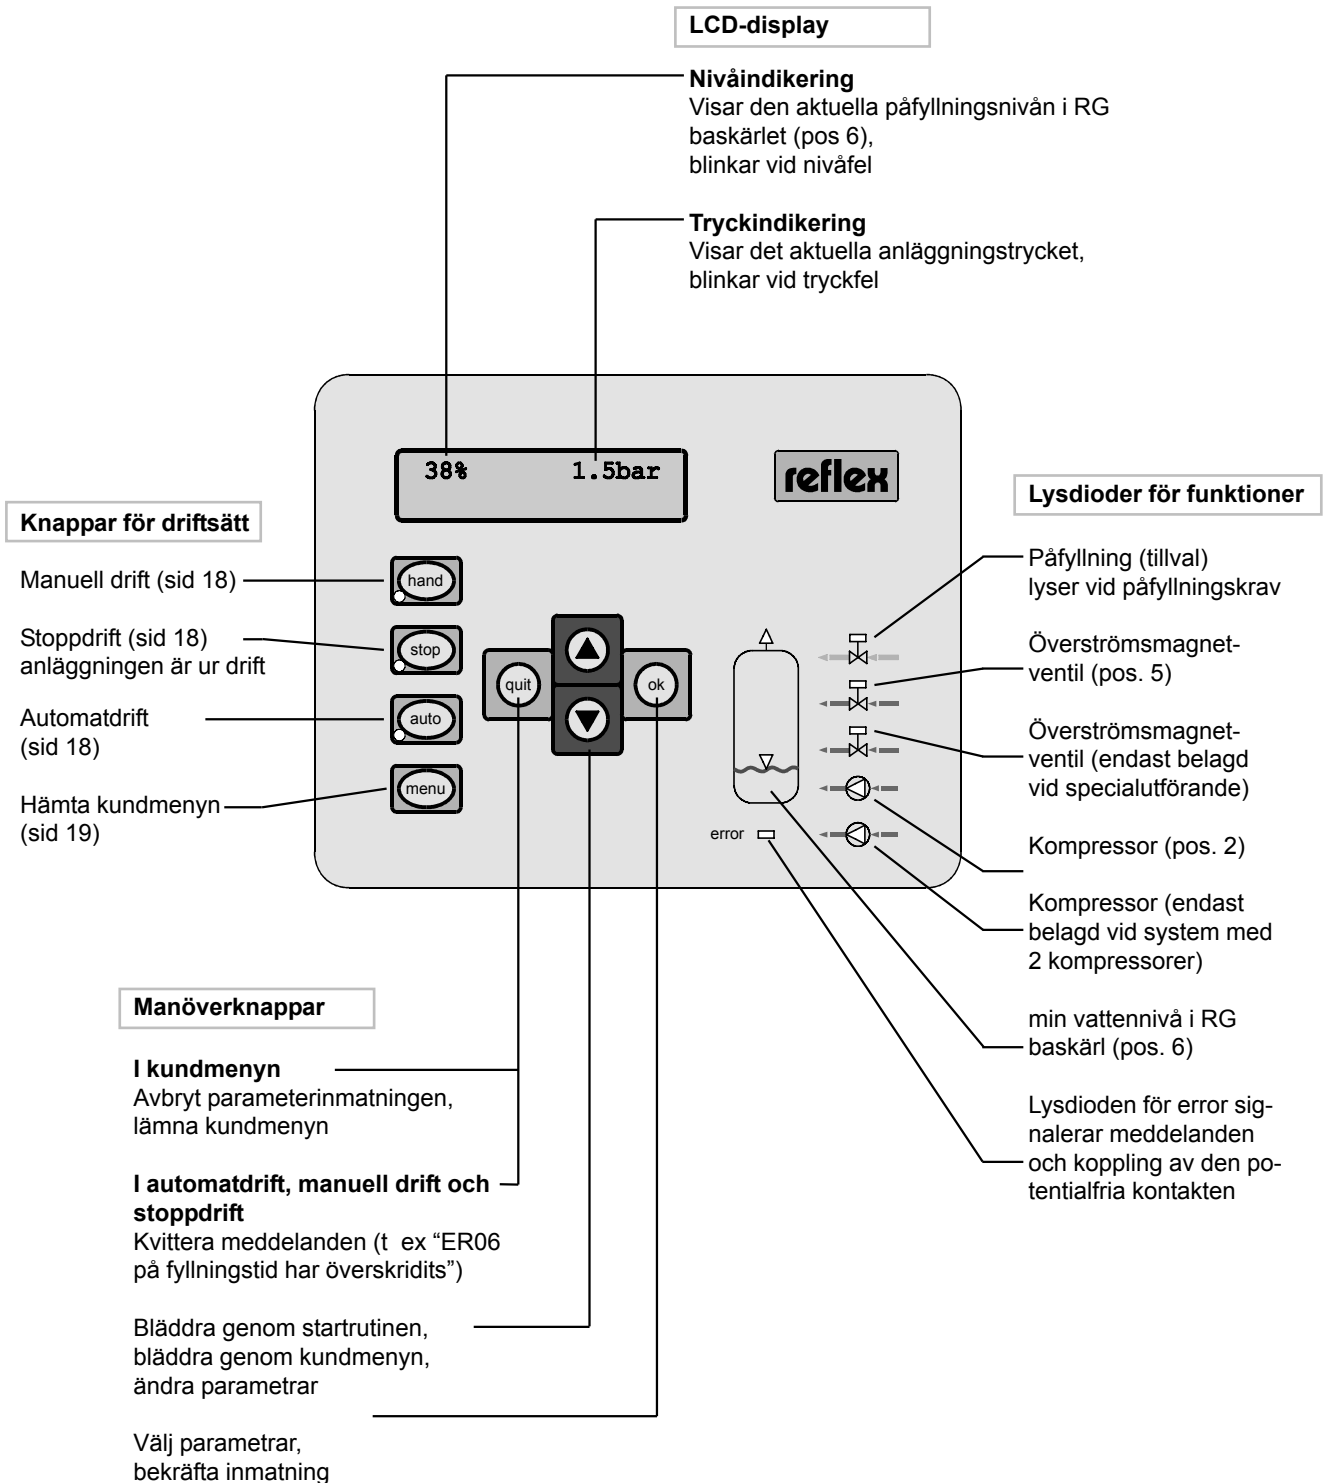 LCD-display
Nivåindikering
Visar den aktuella påfyllningsnivån i RG
baskärlet (pos 6),
blinkar vid nivåfel
Tryckindikering
Visar det aktuella anläggningstrycket,
blinkar vid tryckfel
38% 1.5bar
reflex
Knappar för driftsätt
Manuell drift (sid 18)
Stoppdrift (sid 18)
anläggningen är ur drift
Automatdrift
(sid 18)
Hämta kundmenyn
(sid 19)
hand
stop
auto
menu
quit
ok
error
Lysdioder för funktioner
Påfyllning (tillval)
lyser vid påfyllningskrav
Överströmsmagnet-
ventil (pos. 5)
Överströmsmagnet-
ventil (endast belagd
vid specialutförande)
Kompressor (pos. 2)
Kompressor (endast
belagd vid system med
2 kompressorer)
min vattennivå i RG
baskärl (pos. 6)
Lysdioden för error sig-
nalerar meddelanden
och koppling av den po-
tentialfria kontakten
Manöverknappar
I kundmenyn
Avbryt parameterinmatningen,
lämna kundmenyn
I automatdrift, manuell drift och
stoppdrift
Kvittera meddelanden (t ex “ER06
på fyllningstid har överskridits”)
Bläddra genom startrutinen,
bläddra genom kundmenyn,
ändra parametrar
Välj parametrar,
bekräfta inmatning